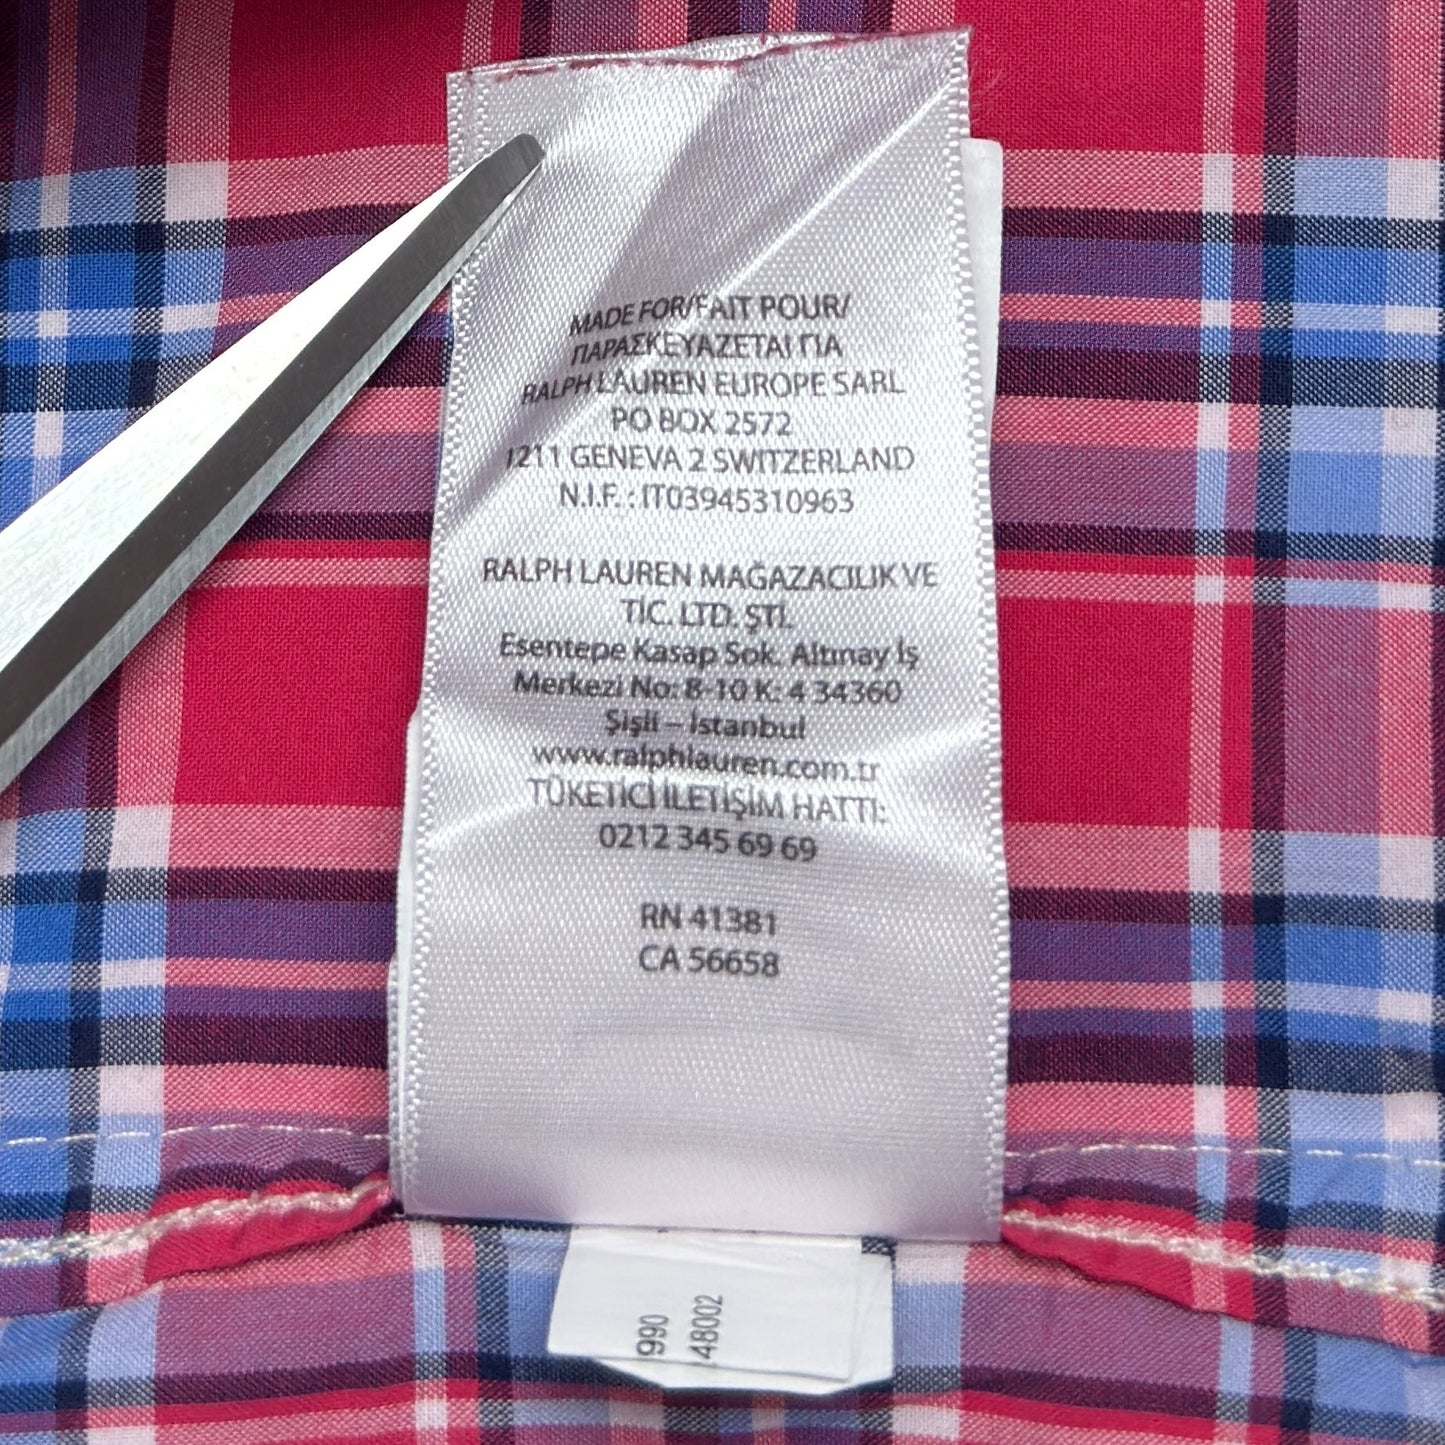 MADE FOR/FAIT POUR/
ΠΑΡΑΣΚΕΥΑΖΕΤΑΙ ΓΙΑ
RALPH LAUREN EUROPE SARL
PO BOX 2572
1211 GENEVA 2 SWITZERLAND
N.I.F. : IT03945310963
RALPH LAUREN MAĞAZACILIK VE
TİC. LTD. ŞTİ.
Esentepe Kasap Sok. Altınay İş
Merkezi No: 8-10 K: 4 34360
Şişli – İstanbul
www.ralphlauren.com.tr
TÜKETİCİ İLETİŞİM HATTI:
0212 345 69 69
RN 41381
CA 56658
990
48002